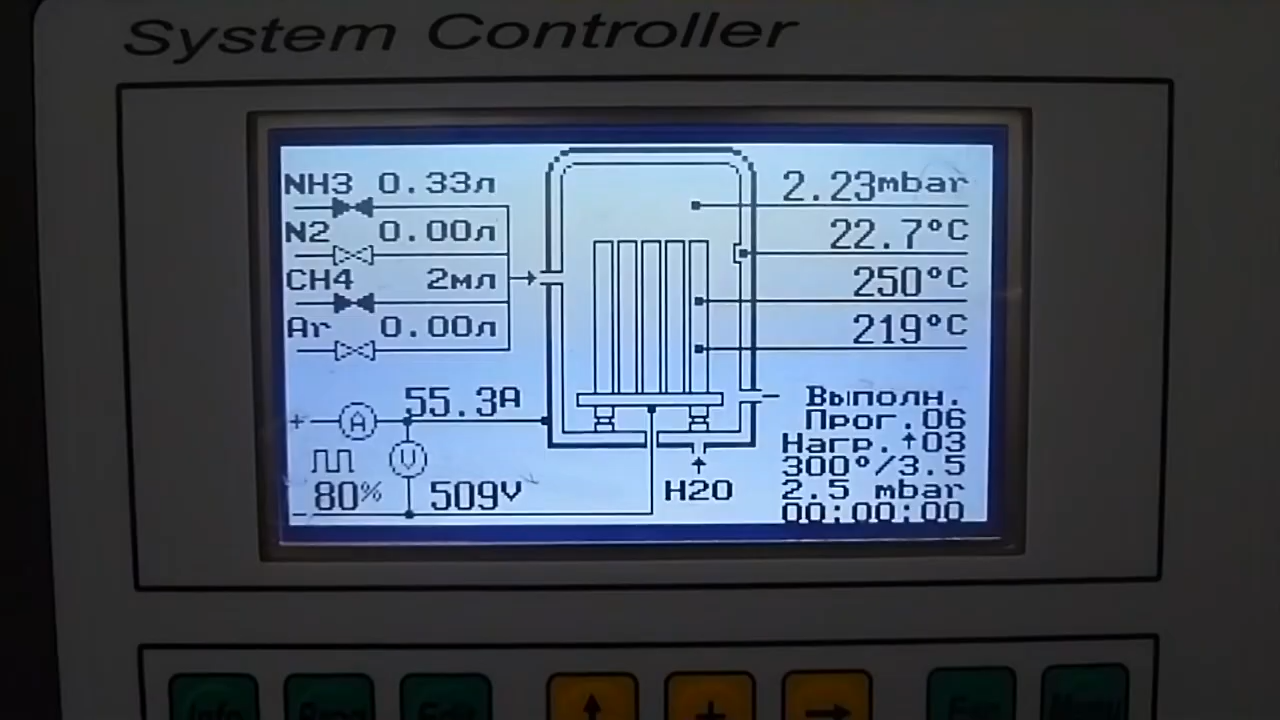 System Controller
NH3 0.33л
N2 0.00л
CH4 2мл
Ar 0.00л
2.23mbar
22.7°C
250°C
219°C
55.3A
+ A
V
80% 509V
−
H2O
Выполн.
Прог.06
Нагр.↑03
300°/3.5
2.5 mbar
00:00:00
↑ + →